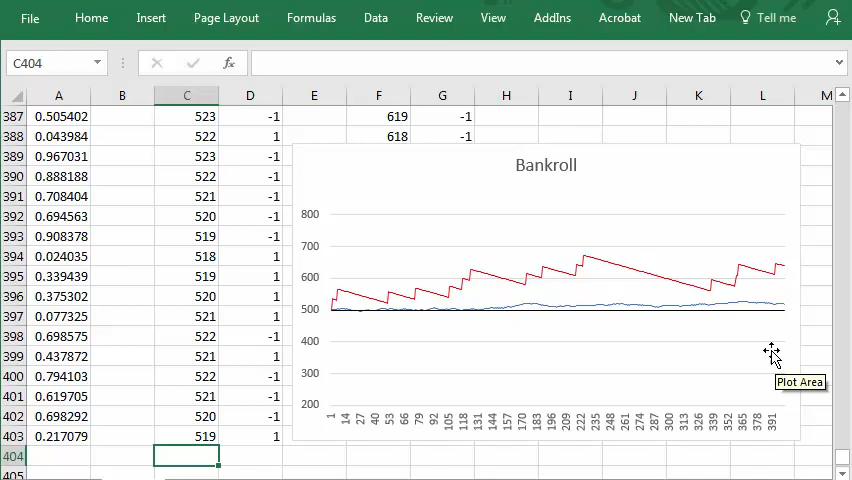 File Home Insert Page Layout Formulas Data Review View AddIns Acrobat New Tab Tell me
C404 fx
A B C D E F G H I J K L M
387 0.505402 523 -1 619 -1
388 0.043984 522 1 618 -1
389 0.967031 523 -1
390 0.888188 522 -1
391 0.708404 521 -1
392 0.694563 520 -1
393 0.908378 519 -1
394 0.024035 518 1
395 0.339439 519 1
396 0.375302 520 1
397 0.077325 521 1
398 0.698575 522 -1
399 0.437872 521 1
400 0.794103 522 -1
401 0.619705 521 -1
402 0.698292 520 -1
403 0.217079 519 1
404
405
Bankroll
800
700
600
500
400
300
200
1 14 27 40 53 66 79 92 105 118 131 144 157 170 183 196 209 222 235 248 261 274 287 300 313 326 339 352 365 378 391
Plot Area